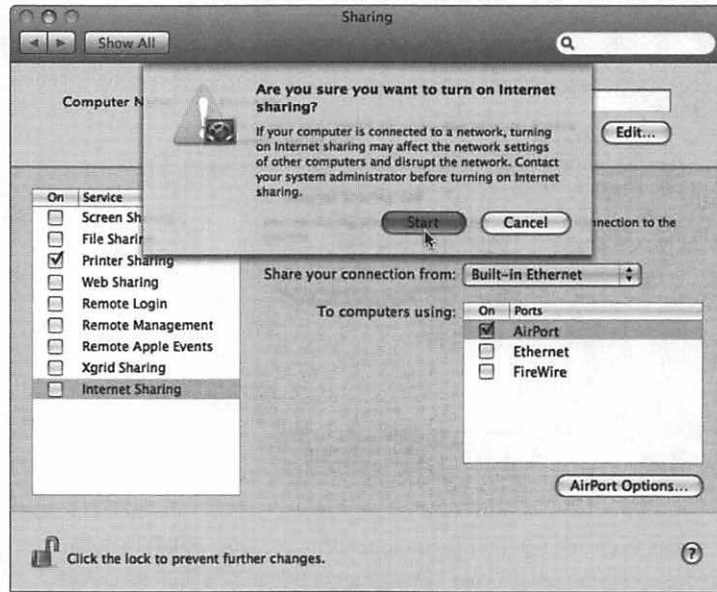 Sharing
Show All
Computer N
Edit...
Are you sure you want to turn on Internet
sharing?
If your computer is connected to a network, turning
on Internet sharing may affect the network settings
of other computers and disrupt the network. Contact
your system administrator before turning on Internet
sharing.
Start
Cancel
nnection to the
On Service
Screen Sh
File Sharin
Printer Sharing
Web Sharing
Remote Login
Remote Management
Remote Apple Events
Xgrid Sharing
Internet Sharing
Share your connection from: Built-in Ethernet
To computers using:
On Ports
AirPort
Ethernet
FireWire
AirPort Options...
Click the lock to prevent further changes.
?